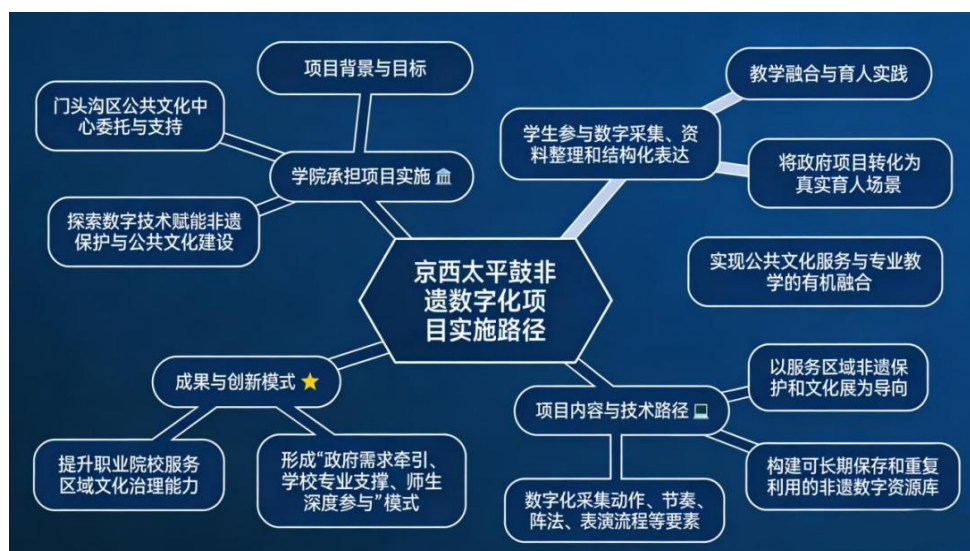 项目背景与目标
门头沟区公共文化中
心委托与支持
学院承担项目实施
探索数字技术赋能非遗
保护与公共文化建设
教学融合与育人实践
学生参与数字采集、资
料整理和结构化表达
将政府项目转化为
真实育人场景
实现公共文化服务与专业教
学的有机融合
京西太平鼓非
遗数字化项
目实施路径
成果与创新模式
提升职业院校服务
区域文化治理能力
形成“政府需求牵引、
学校专业支撑、师生
深度参与”模式
项目内容与技术路径
以服务区域非遗保
护和文化展为导向
构建可长期保存和重复
利用的非遗数字资源库
数字化采集动作、节奏、
阵法、表演流程等要素